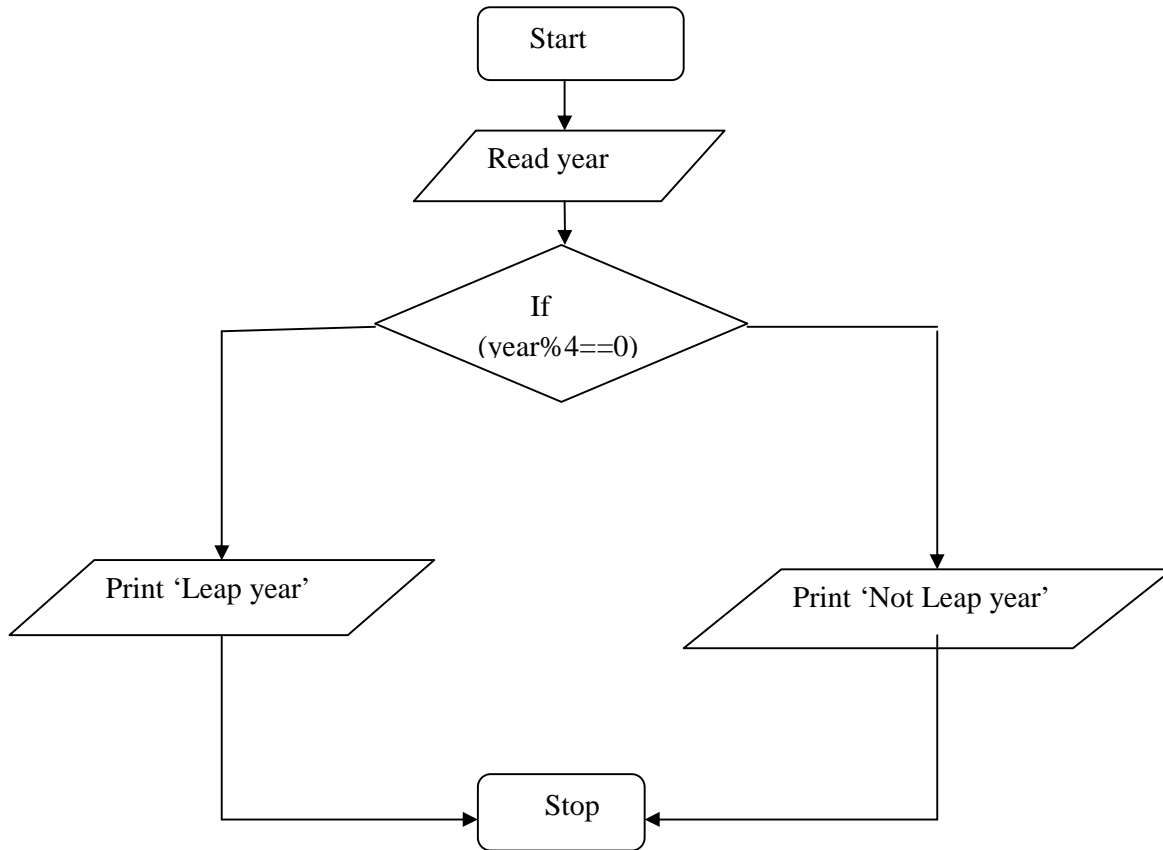 Start
Read year
If
(year%4==0)
Print ‘Leap year’
Print ‘Not Leap year’
Stop